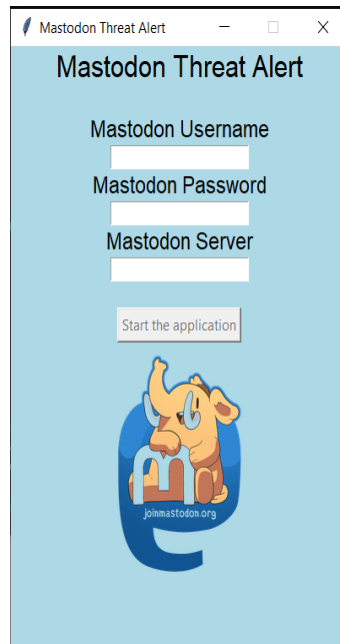 Mastodon Threat Alert
Mastodon Threat Alert
Mastodon Username
Mastodon Password
Mastodon Server
Start the application
joinmastodon.org